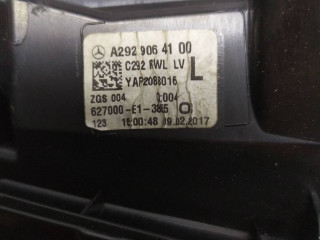 A292 906 41 00
C292 RWL LV
L
YAP2088016
ZGS 004 :004
627000-E1-385 O
123 15:00:48 09.02.2017